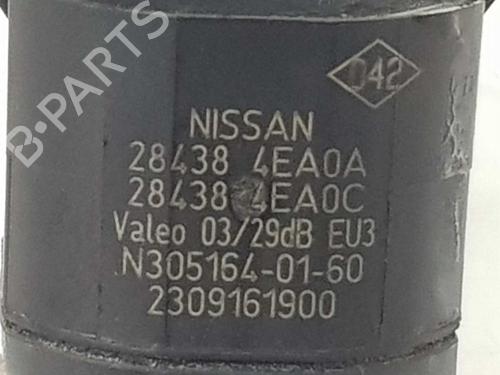 B-PARTS
042
NISSAN
28438 4EA0A
28438 4EA0C
Valeo 03/29dB EU3
N305164-01-60
2309161900